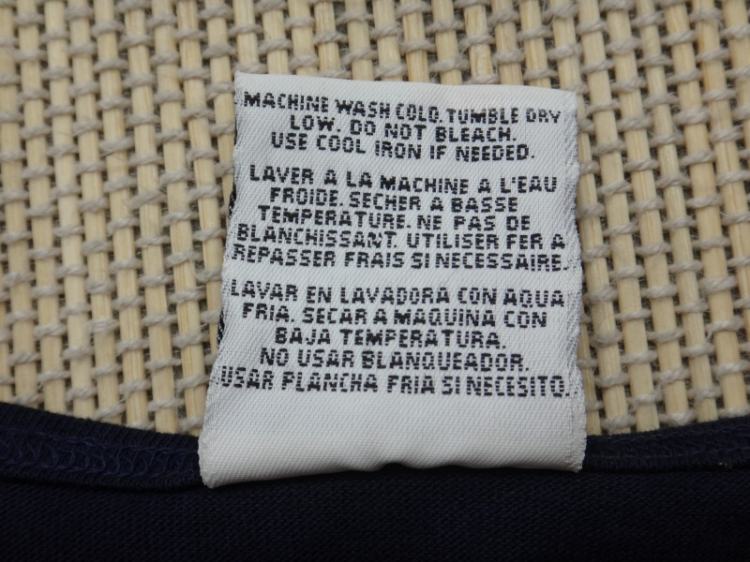 MACHINE WASH COLD. TUMBLE DRY
LOW. DO NOT BLEACH.
USE COOL IRON IF NEEDED.
LAVER A LA MACHINE A L'EAU
FROIDE. SECHER A BASSE
TEMPERATURE. NE PAS DE
BLANCHISSANT. UTILISER FER A
REPASSER FRAIS SI NECESSAIRE.
LAVAR EN LAVADORA CON AQUA
FRIA. SECAR A MAQUINA CON
BAJA TEMPERATURA.
NO USAR BLANQUEADOR.
USAR PLANCHA FRIA SI NECESITO.